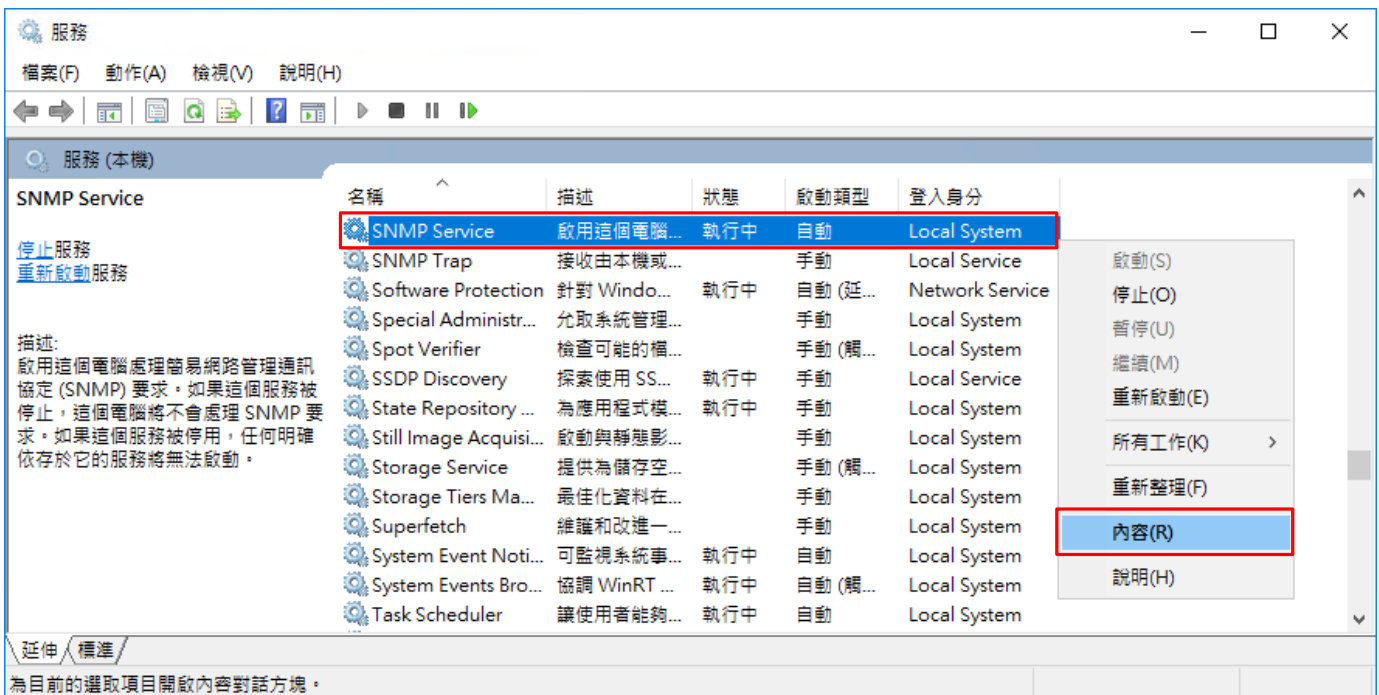 服務
檔案(F) 動作(A) 檢視(V) 說明(H)
服務 (本機)
SNMP Service
停止服務
重新啟動服務
描述:
啟用這個電腦處理簡易網路管理通訊
協定 (SNMP) 要求。如果這個服務被
停止，這個電腦將不會處理 SNMP 要
求。如果這個服務被停用，任何明確
依存於它的服務將無法啟動。
名稱 描述 狀態 啟動類型 登入身分
SNMP Service 啟用這個電腦... 執行中 自動 Local System
SNMP Trap 接收由本機或... 手動 Local Service
Software Protection 針對 Windo... 執行中 自動 (延... Network Service
Special Administr... 允取系統管理... 手動 Local System
Spot Verifier 檢查可能的檔... 手動 (觸... Local System
SSDP Discovery 探索使用 SS... 執行中 手動 Local Service
State Repository ... 為應用程式模... 執行中 手動 Local System
Still Image Acquisi... 啟動與靜態影... 手動 Local System
Storage Service 提供為儲存空... 手動 (觸... Local System
Storage Tiers Ma... 最佳化資料在... 手動 Local System
Superfetch 維護和改進一... 手動 Local System
System Event Noti... 可監視系統事... 執行中 自動 Local System
System Events Bro... 協調 WinRT ... 執行中 自動 (觸... Local System
Task Scheduler 讓使用者能夠... 執行中 自動 Local System
啟動(S)
停止(O)
暫停(U)
繼續(M)
重新啟動(E)
所有工作(K)
重新整理(F)
內容(R)
說明(H)
延伸 標準
為目前的選取項目開啟內容對話方塊。